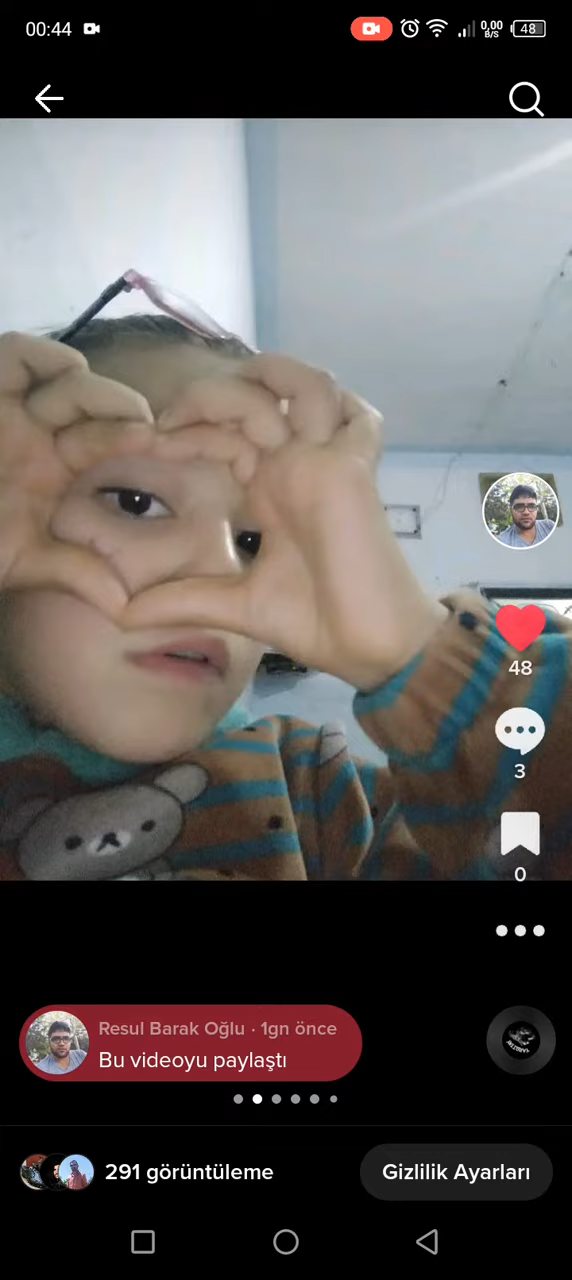 00:44
0,00
B/S
48
48
3
0
Resul Barak Oğlu · 1gn önce
Bu videoyu paylaştı
291 görüntüleme
Gizlilik Ayarları